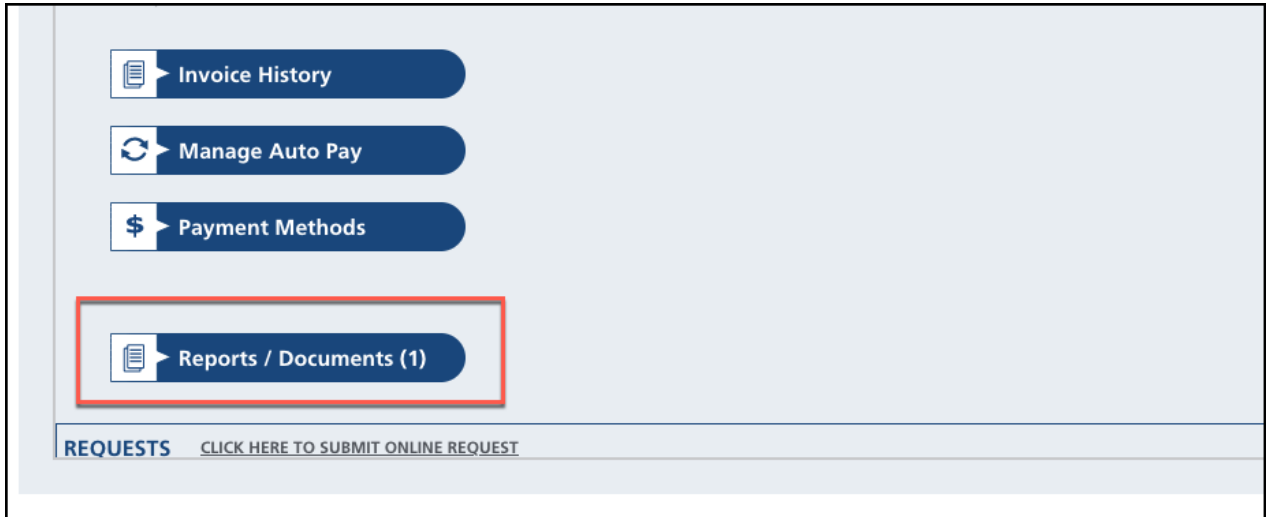 Invoice History
Manage Auto Pay
$ Payment Methods
Reports / Documents (1)
REQUESTS CLICK HERE TO SUBMIT ONLINE REQUEST